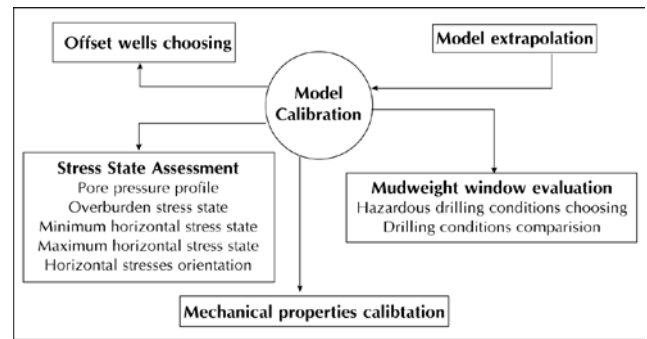 Offset wells choosing
Model extrapolation
Model
Calibration
Stress State Assessment
Pore pressure profile
Overburden stress state
Minimum horizontal stress state
Maximum horizontal stress state
Horizontal stresses orientation
Mudweight window evaluation
Hazardous drilling conditions choosing
Drilling conditions comparision
Mechanical properties calibtation